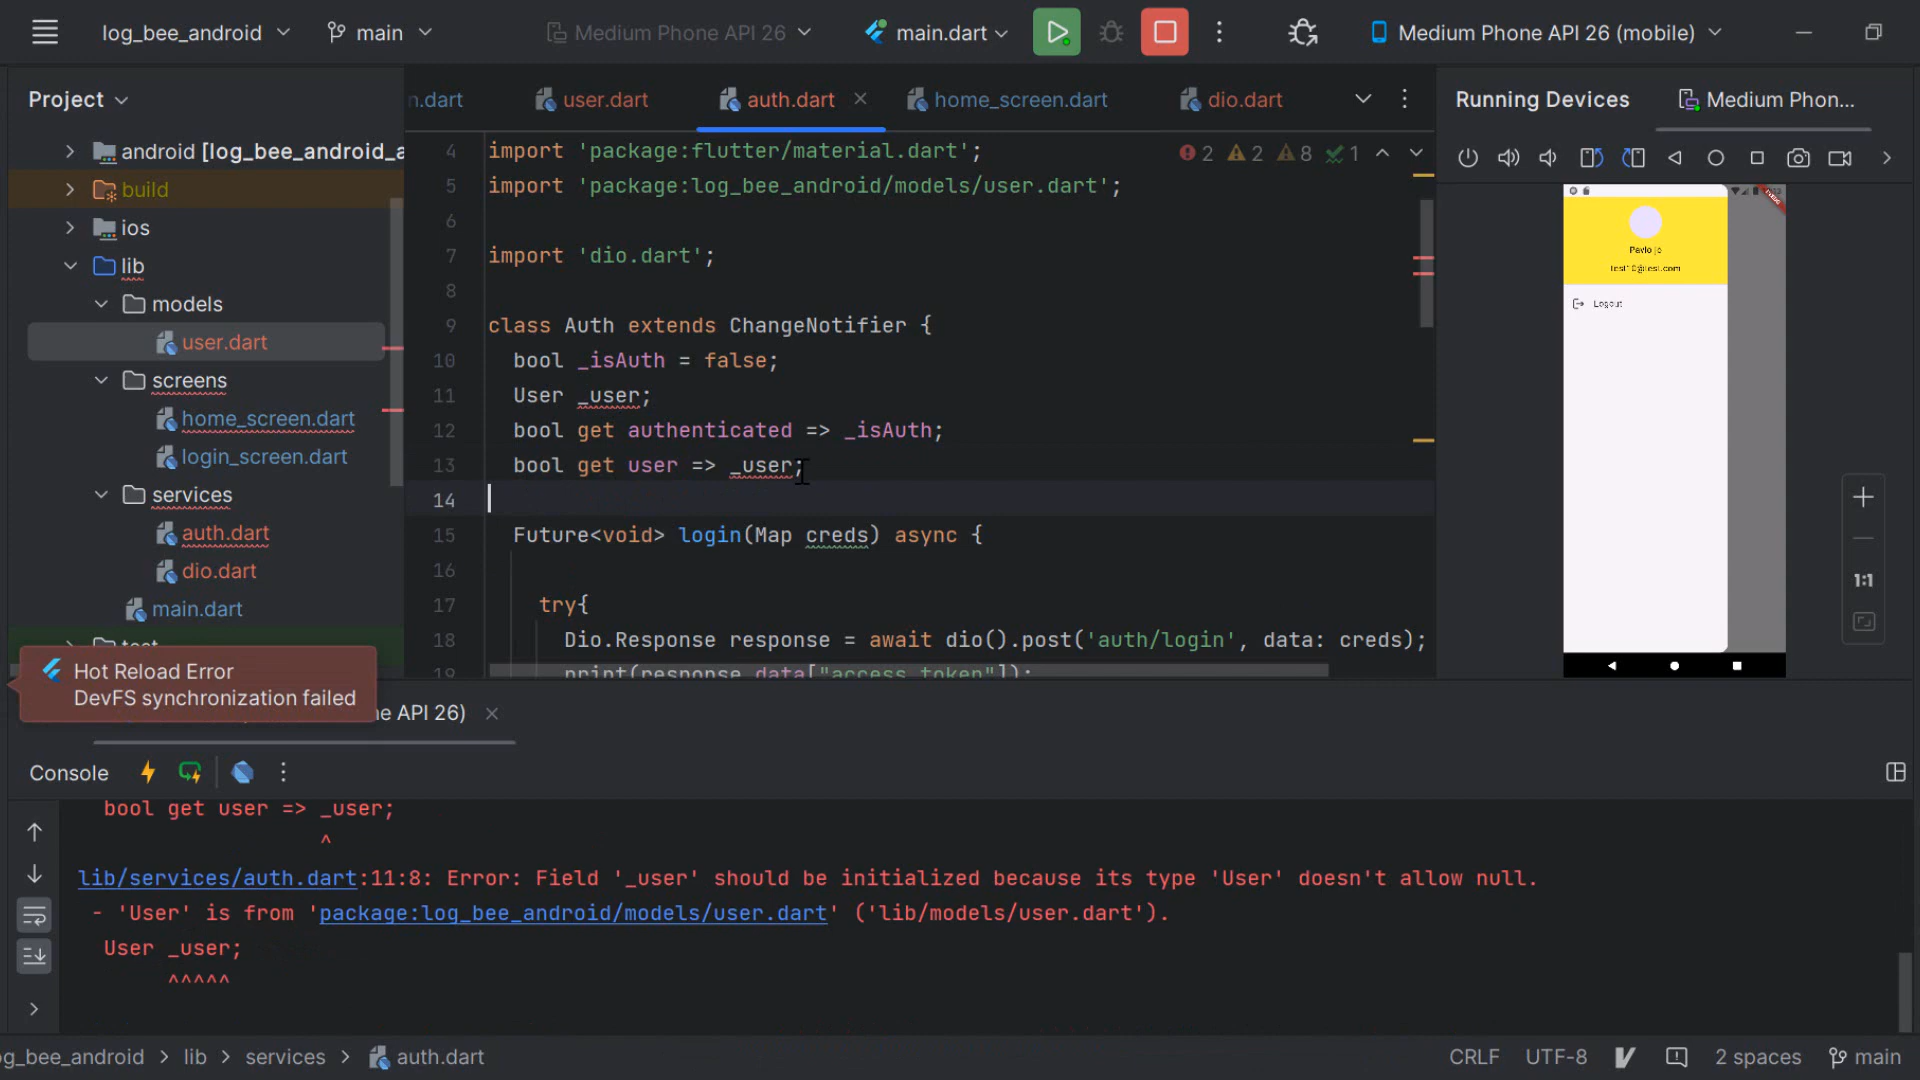 log_bee_android
main
Medium Phone API 26
main.dart
Medium Phone API 26 (mobile)
Project
n.dart
user.dart
auth.dart
home_screen.dart
dio.dart
Running Devices
Medium Phon...
android [log_bee_android_a
build
ios
lib
models
user.dart
screens
home_screen.dart
login_screen.dart
services
auth.dart
dio.dart
main.dart
test
4 import 'package:flutter/material.dart';
2 2 8 1
5 import 'package:log_bee_android/models/user.dart';
6
7 import 'dio.dart';
8
9 class Auth extends ChangeNotifier {
10 bool _isAuth = false;
11 User _user;
12 bool get authenticated => _isAuth;
13 bool get user => _user;
14
15 Future<void> login(Map creds) async {
16
17 try{
18 Dio.Response response = await dio().post('auth/login', data: creds);
19 print(response.data["access_token"]);
Logout
1:1
Hot Reload Error
DevFS synchronization failed
ne API 26)
Console
bool get user => _user;
^
lib/services/auth.dart:11:8: Error: Field '_user' should be initialized because its type 'User' doesn't allow null.
- 'User' is from 'package:log_bee_android/models/user.dart' ('lib/models/user.dart').
User _user;
^^^^^
og_bee_android > lib > services > auth.dart
CRLF
UTF-8
2 spaces
main